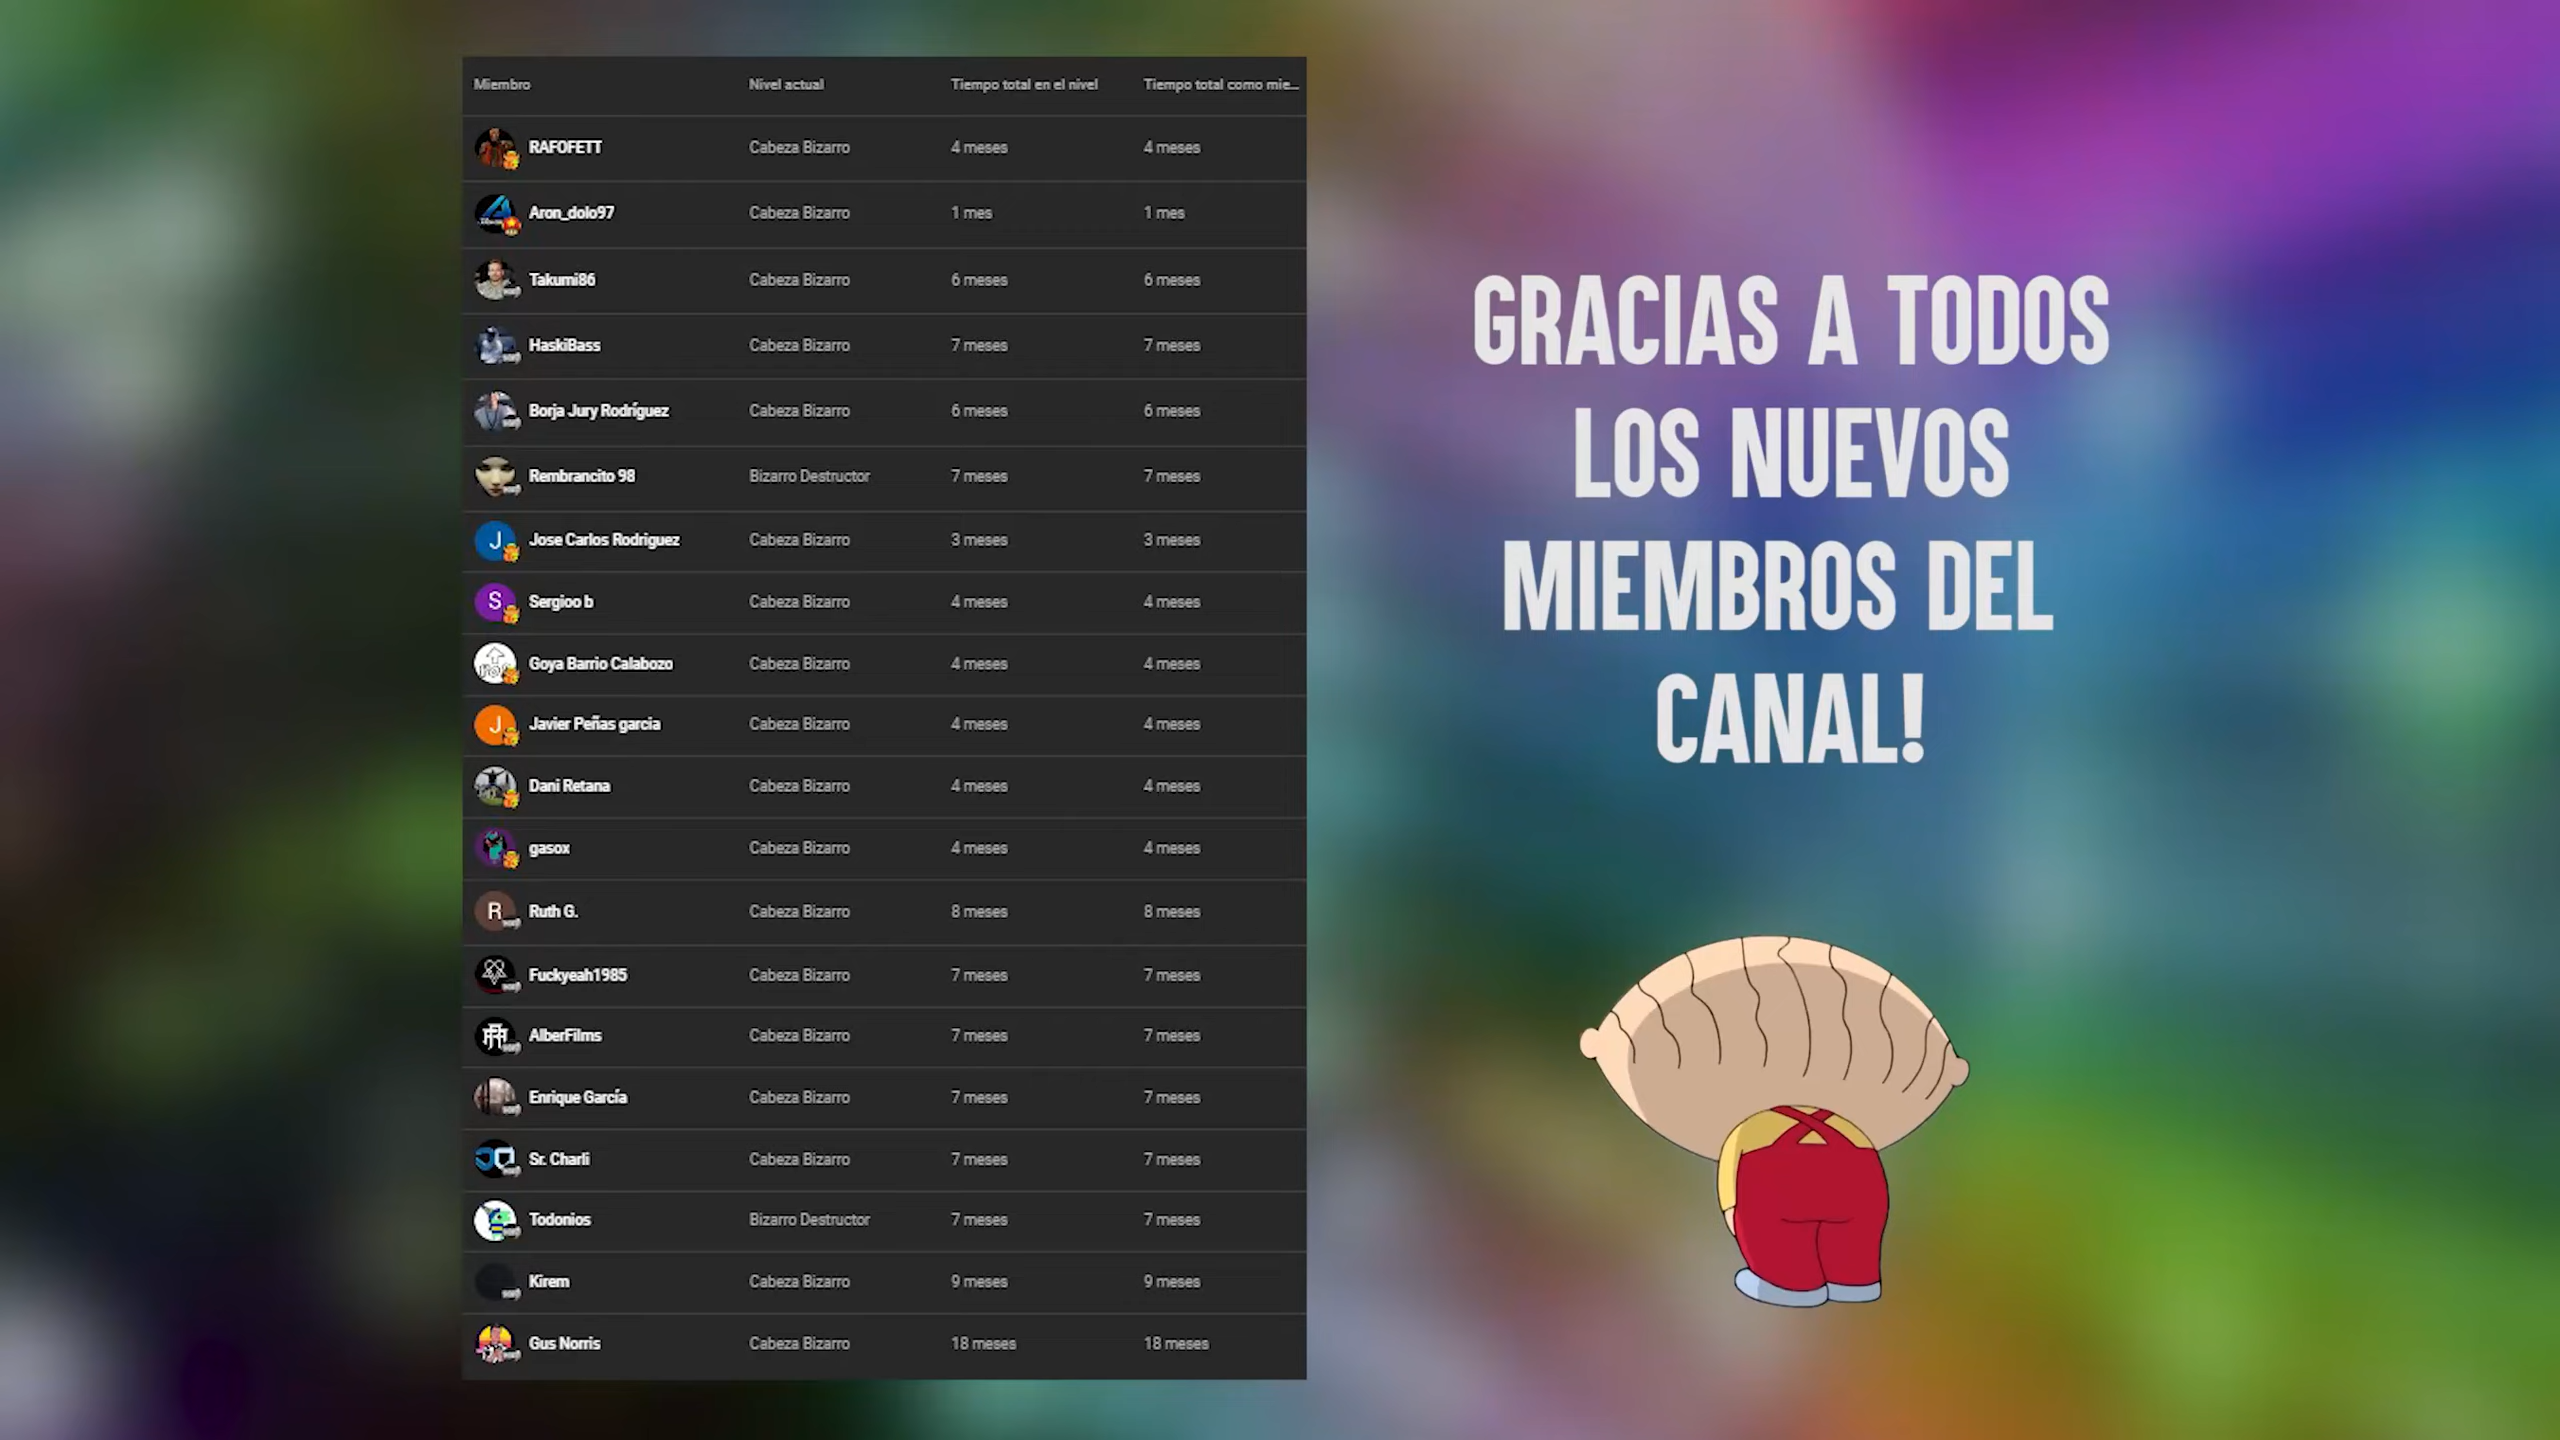 Miembro Nivel actual Tiempo total en el nivel Tiempo total como mie...
RAFOFETT Cabeza Bizarro 4 meses 4 meses
Aron_dolo97 Cabeza Bizarro 1 mes 1 mes
Takumi86 Cabeza Bizarro 6 meses 6 meses
HaskiBass Cabeza Bizarro 7 meses 7 meses
Borja Jury Rodríguez Cabeza Bizarro 6 meses 6 meses
Rembrancito 98 Bizarro Destructor 7 meses 7 meses
J Jose Carlos Rodriguez Cabeza Bizarro 3 meses 3 meses
S Sergioo b Cabeza Bizarro 4 meses 4 meses
Goya Barrio Calabozo Cabeza Bizarro 4 meses 4 meses
J Javier Peñas garcia Cabeza Bizarro 4 meses 4 meses
Dani Retana Cabeza Bizarro 4 meses 4 meses
gasox Cabeza Bizarro 4 meses 4 meses
R Ruth G. Cabeza Bizarro 8 meses 8 meses
Fuckyeah1985 Cabeza Bizarro 7 meses 7 meses
AlberFilms Cabeza Bizarro 7 meses 7 meses
Enrique García Cabeza Bizarro 7 meses 7 meses
Sr. Charli Cabeza Bizarro 7 meses 7 meses
Todonios Bizarro Destructor 7 meses 7 meses
Kirem Cabeza Bizarro 9 meses 9 meses
Gus Norris Cabeza Bizarro 18 meses 18 meses
GRACIAS A TODOS
LOS NUEVOS
MIEMBROS DEL
CANAL!